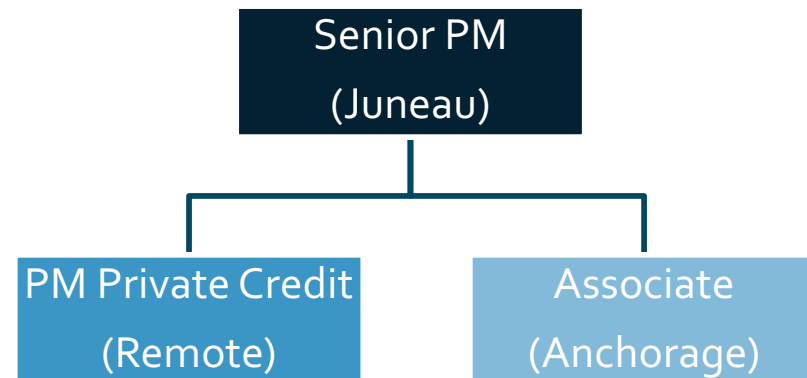 Senior PM
(Juneau)
PM Private Credit
(Remote)
Associate
(Anchorage)